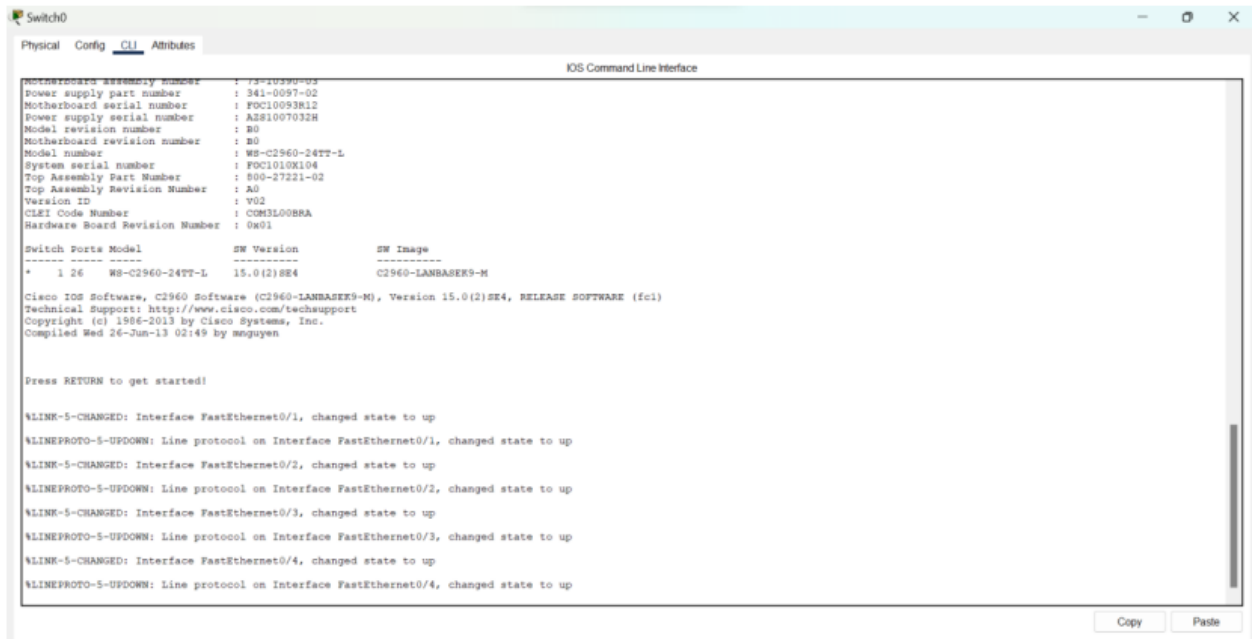 Switch0
Physical Config CLI Attributes
IOS Command Line Interface
Motherboard assembly number : 73-10390-03
Power supply part number : 341-0097-02
Motherboard serial number : FOC10093R12
Power supply serial number : AZS1007032H
Model revision number : B0
Motherboard revision number : B0
Model number : WS-C2960-24TT-L
System serial number : FOC1010X104
Top Assembly Part Number : 800-27221-02
Top Assembly Revision Number : A0
Version ID : V02
CLEI Code Number : COM3L00BRA
Hardware Board Revision Number : 0x01
Switch Ports Model SW Version SW Image
------ ----- ----- ---------- ----------
* 1 26 WS-C2960-24TT-L 15.0(2)SE4 C2960-LANBASEK9-M
Cisco IOS Software, C2960 Software (C2960-LANBASEK9-M), Version 15.0(2)SE4, RELEASE SOFTWARE (fc1)
Technical Support: http://www.cisco.com/techsupport
Copyright (c) 1986-2013 by Cisco Systems, Inc.
Compiled Wed 26-Jun-13 02:49 by mnguyen
Press RETURN to get started!
%LINK-5-CHANGED: Interface FastEthernet0/1, changed state to up
%LINEPROTO-5-UPDOWN: Line protocol on Interface FastEthernet0/1, changed state to up
%LINK-5-CHANGED: Interface FastEthernet0/2, changed state to up
%LINEPROTO-5-UPDOWN: Line protocol on Interface FastEthernet0/2, changed state to up
%LINK-5-CHANGED: Interface FastEthernet0/3, changed state to up
%LINEPROTO-5-UPDOWN: Line protocol on Interface FastEthernet0/3, changed state to up
%LINK-5-CHANGED: Interface FastEthernet0/4, changed state to up
%LINEPROTO-5-UPDOWN: Line protocol on Interface FastEthernet0/4, changed state to up
Copy Paste